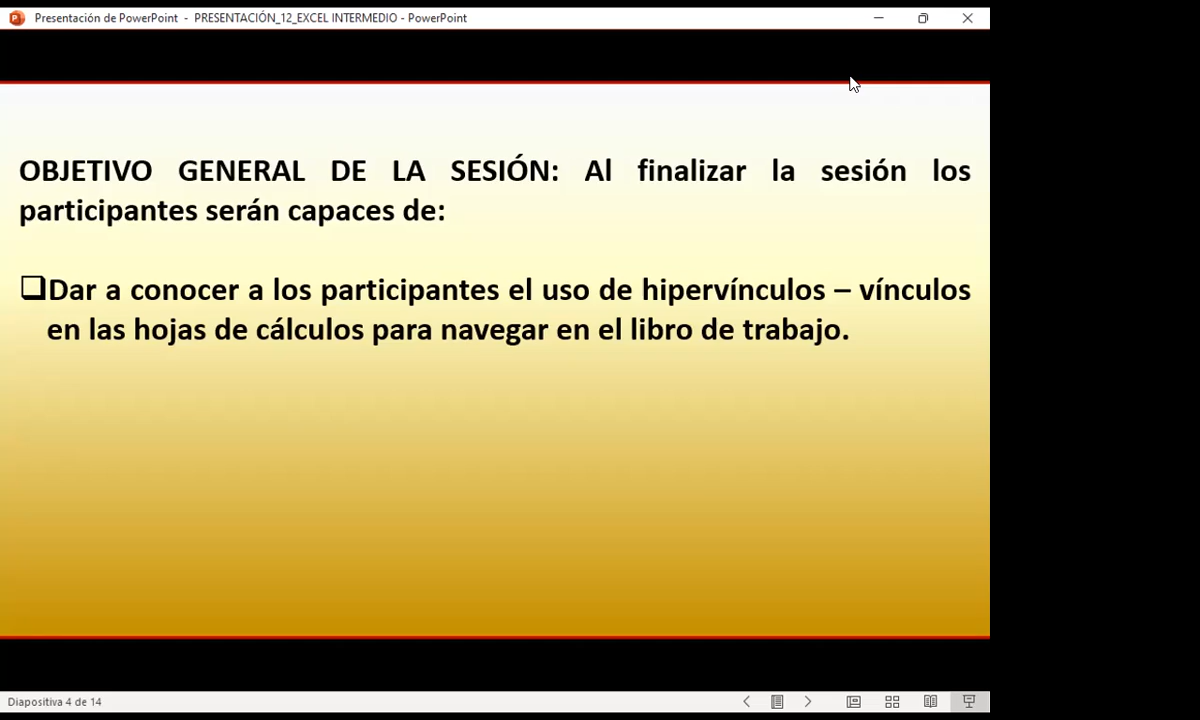 Presentación de PowerPoint - PRESENTACIÓN_12_EXCEL INTERMEDIO - PowerPoint
OBJETIVO GENERAL DE LA SESIÓN: Al finalizar la sesión los
participantes serán capaces de:
Dar a conocer a los participantes el uso de hipervínculos – vínculos
en las hojas de cálculos para navegar en el libro de trabajo.
Diapositiva 4 de 14